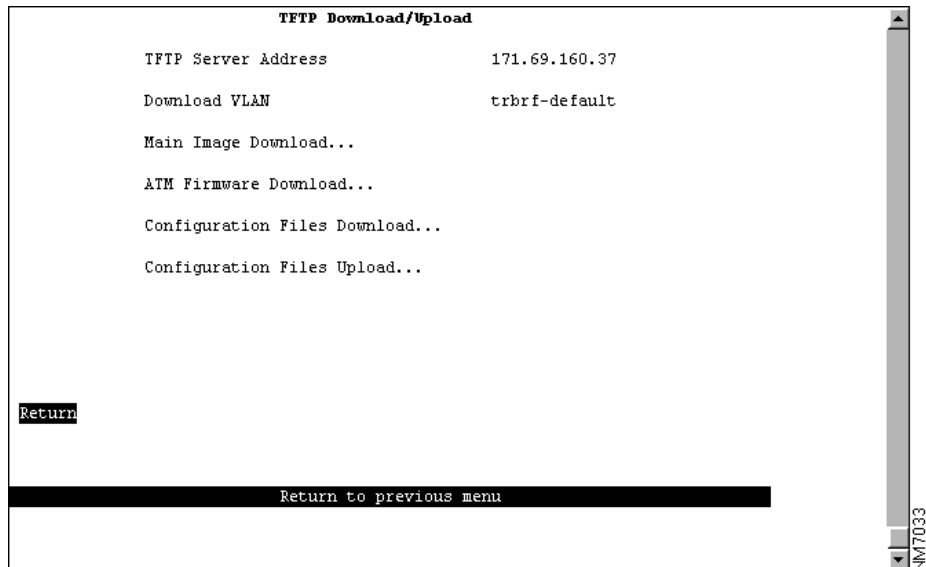 TFTP Download/Upload
TFTP Server Address 171.69.160.37
Download VLAN trbrf-default
Main Image Download...
ATM Firmware Download...
Configuration Files Download...
Configuration Files Upload...
Return
Return to previous menu
NM7033